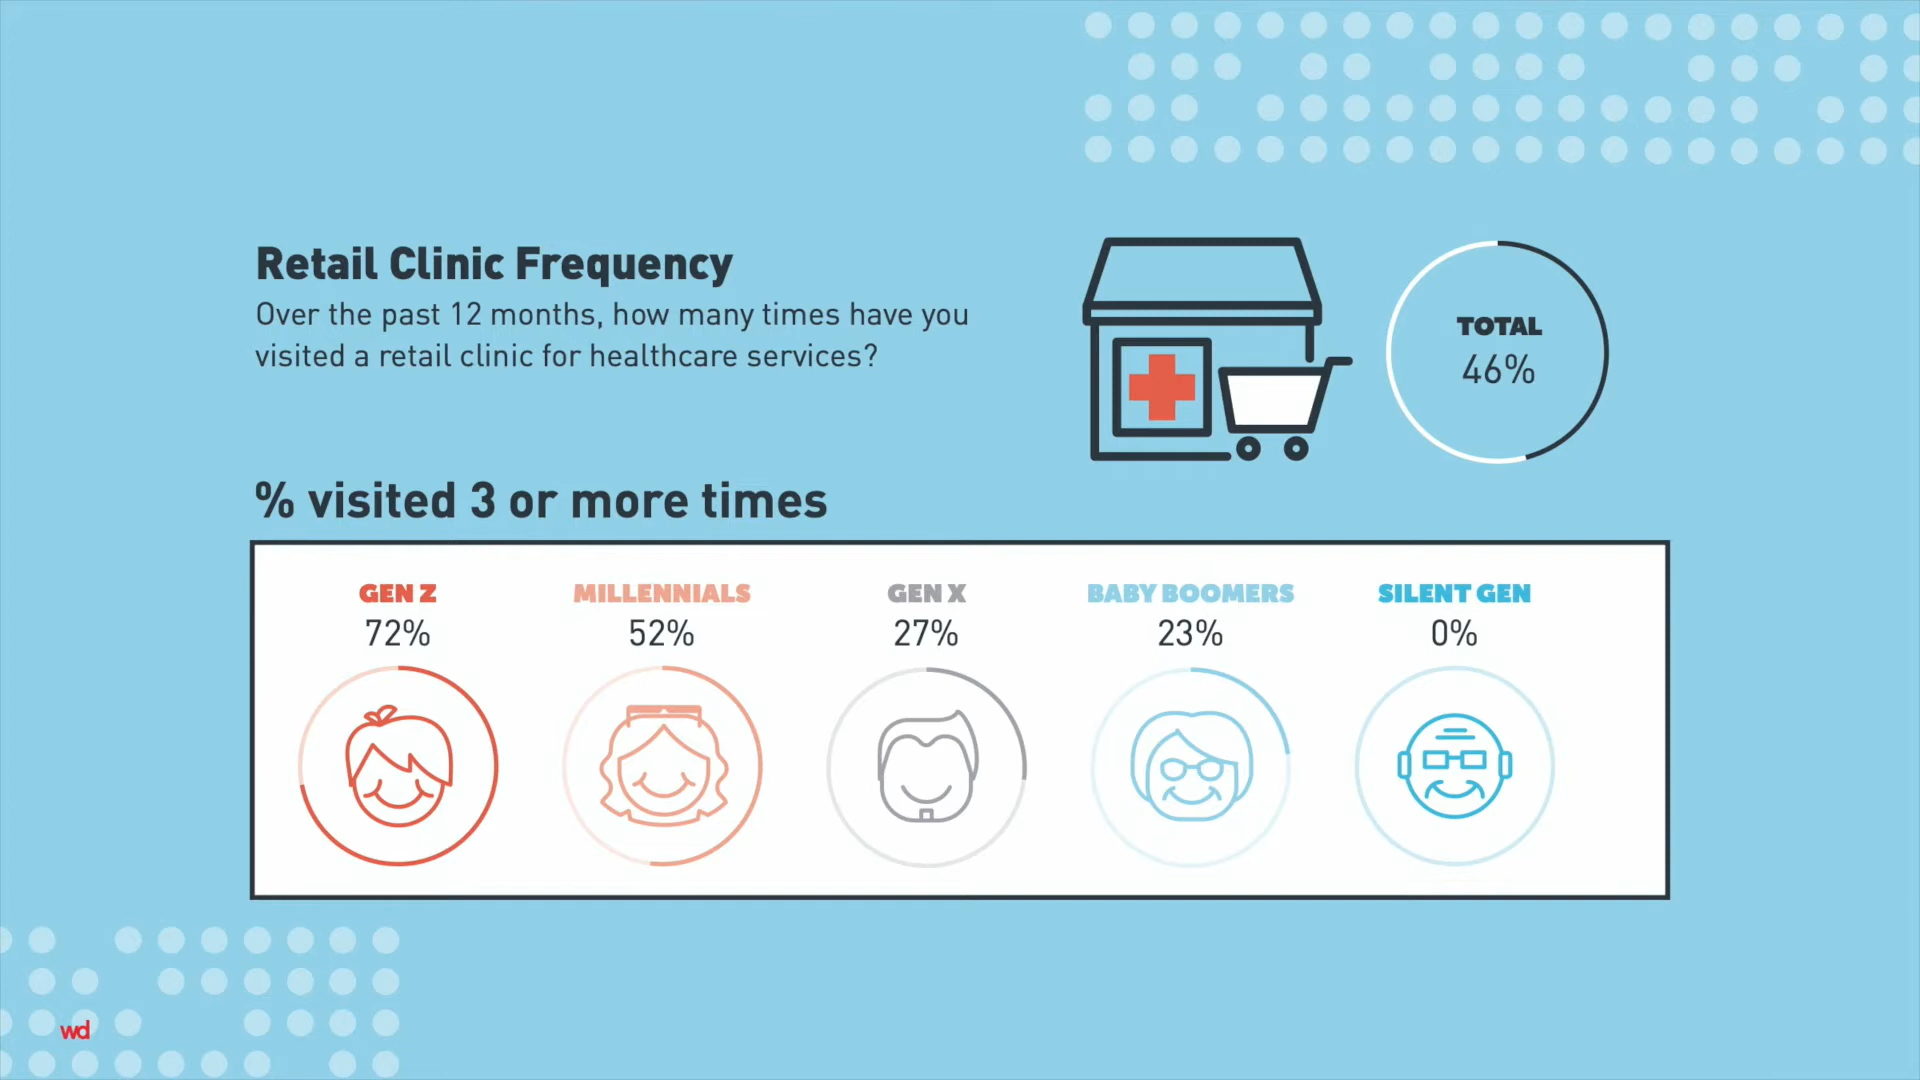 Retail Clinic Frequency
Over the past 12 months, how many times have you
visited a retail clinic for healthcare services?
TOTAL
46%
% visited 3 or more times
GEN Z
72%
MILLENNIALS
52%
GEN X
27%
BABY BOOMERS
23%
SILENT GEN
0%
wd